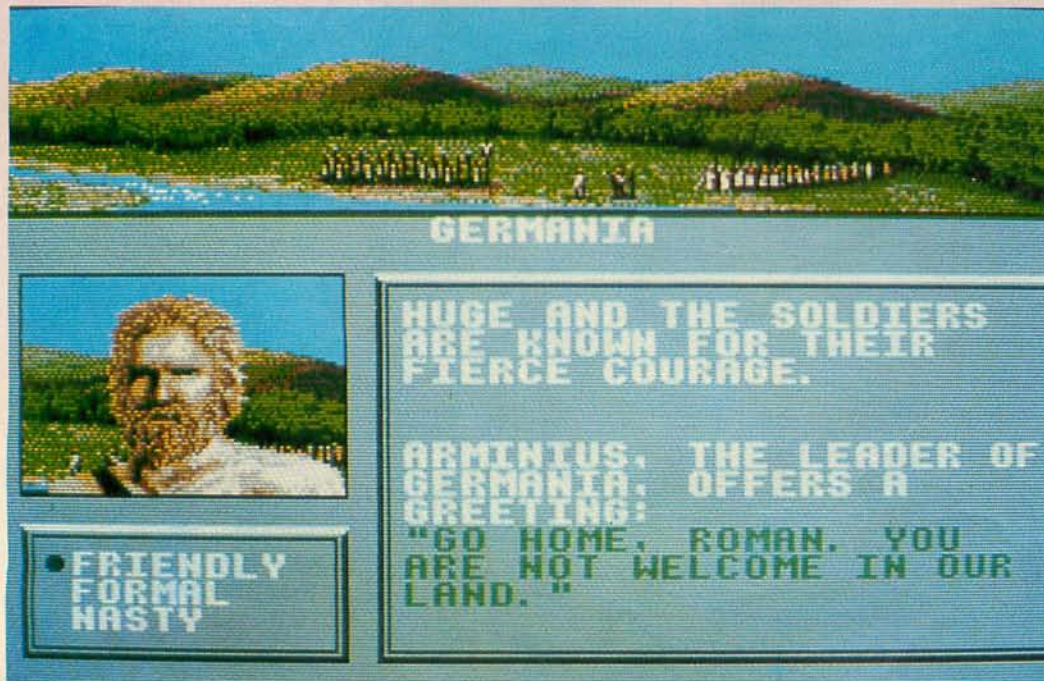 GERMANIA
HUGE AND THE SOLDIERS
ARE KNOWN FOR THEIR
FIERCE COURAGE.
ARMINIUS, THE LEADER OF
GERMANIA, OFFERS A
GREETING:
"GO HOME, ROMAN. YOU
ARE NOT WELCOME IN OUR
LAND."
FRIENDLY
FORMAL
NASTY